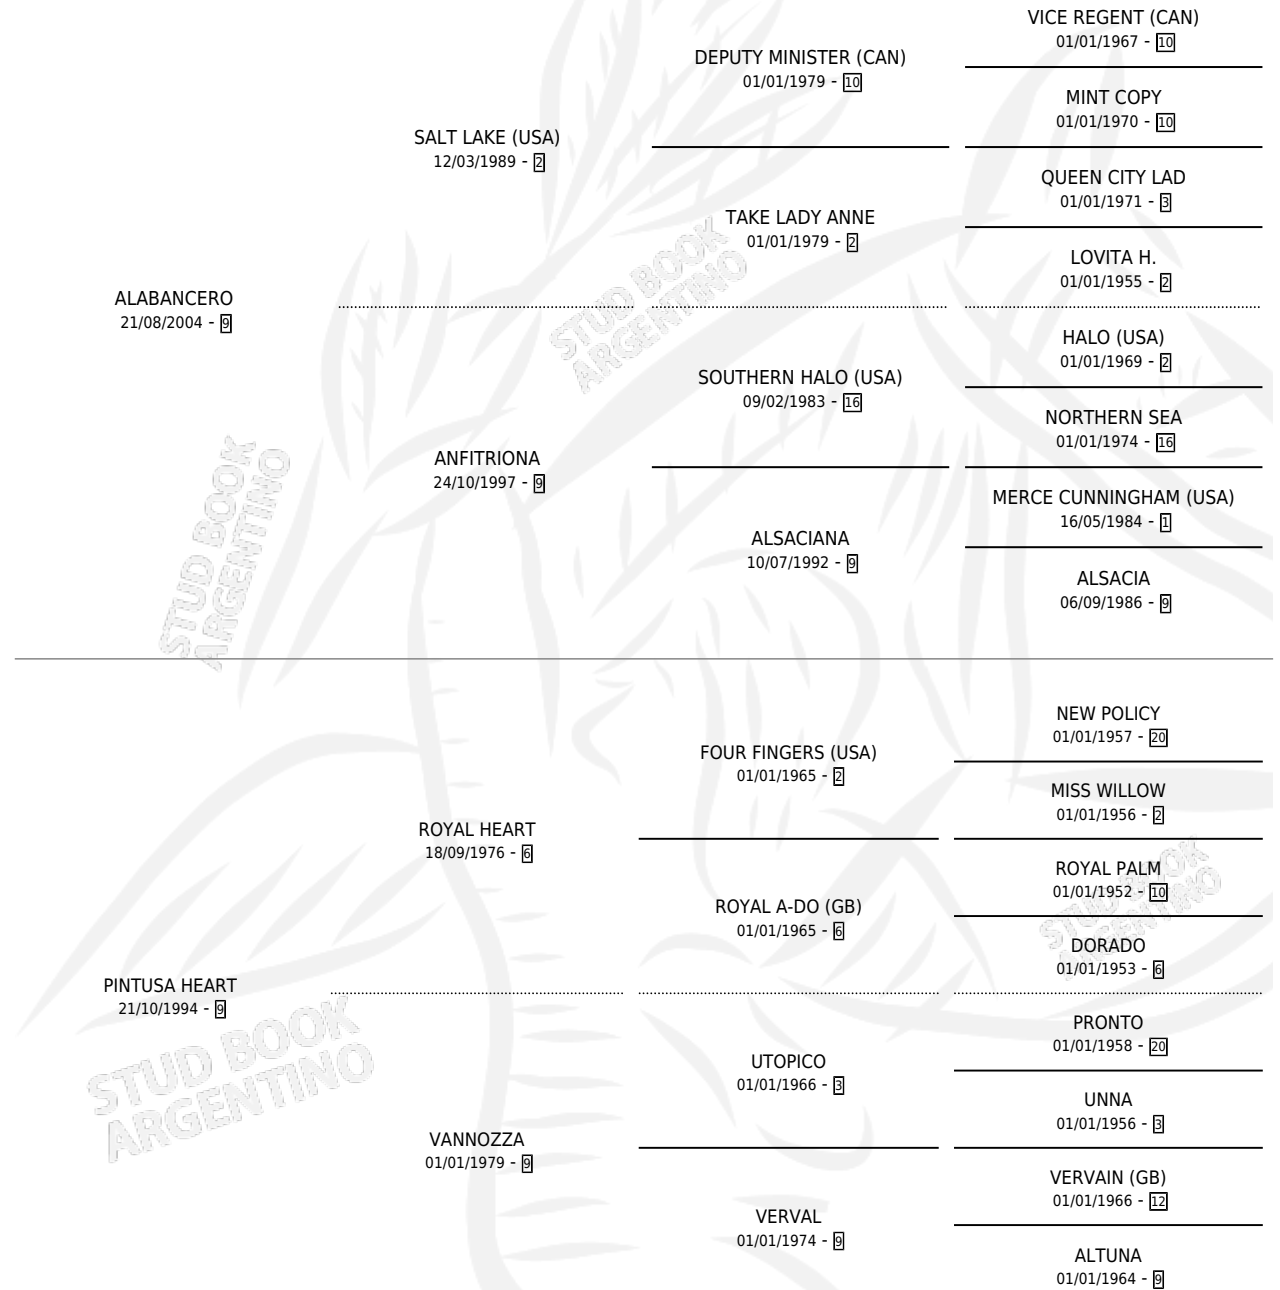 VICE REGENT (CAN)
01/01/1967 - 10
DEPUTY MINISTER (CAN)
01/01/1979 - 10
MINT COPY
01/01/1970 - 10
SALT LAKE (USA)
12/03/1989 - 2
QUEEN CITY LAD
01/01/1971 - 3
TAKE LADY ANNE
01/01/1979 - 2
LOVITA H.
01/01/1955 - 2
ALABANCERO
21/08/2004 - 9
HALO (USA)
01/01/1969 - 2
SOUTHERN HALO (USA)
09/02/1983 - 16
NORTHERN SEA
01/01/1974 - 16
ANFITRIONA
24/10/1997 - 9
MERCE CUNNINGHAM (USA)
16/05/1984 - 1
ALSACIANA
10/07/1992 - 9
ALSACIA
06/09/1986 - 9
NEW POLICY
01/01/1957 - 20
FOUR FINGERS (USA)
01/01/1965 - 2
MISS WILLOW
01/01/1956 - 2
ROYAL HEART
18/09/1976 - 6
ROYAL PALM
01/01/1952 - 10
ROYAL A-DO (GB)
01/01/1965 - 6
DORADO
01/01/1953 - 6
PINTUSA HEART
21/10/1994 - 9
PRONTO
01/01/1958 - 20
UTOPICO
01/01/1966 - 3
UNNA
01/01/1956 - 3
VANNOZZA
01/01/1979 - 9
VERVAIN (GB)
01/01/1966 - 12
VERVAL
01/01/1974 - 9
ALTUNA
01/01/1964 - 9
STUD BOOK
ARGENTINO
STUD BOOK
ARGENTINO
STUD BOOK
ARGENTINO
STUD BOOK
ARGENTINO